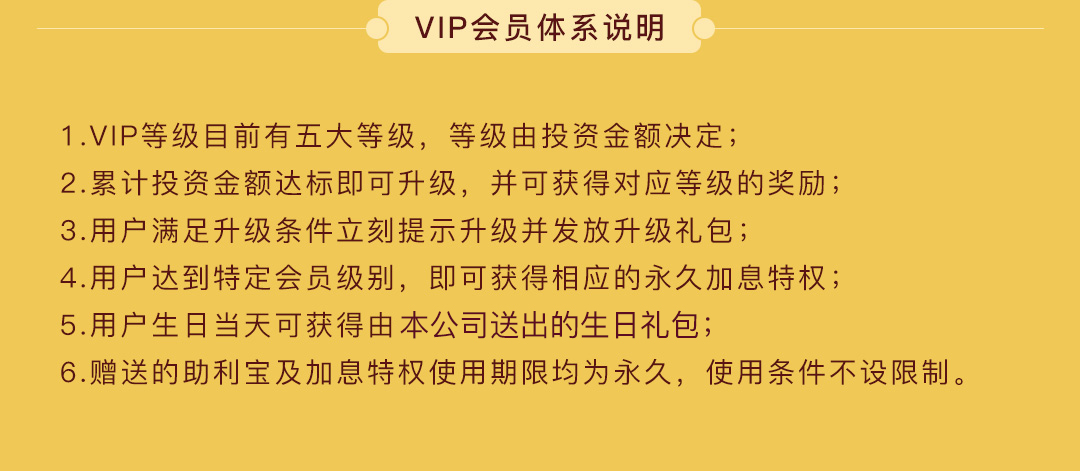 VIP会员体系说明
1.VIP等级目前有五大等级，等级由投资金额决定；
2.累计投资金额达标即可升级，并可获得对应等级的奖励；
3.用户满足升级条件立刻提示升级并发放升级礼包；
4.用户达到特定会员级别，即可获得相应的永久加息特权；
5.用户生日当天可获得由本公司送出的生日礼包；
6.赠送的助利宝及加息特权使用期限均为永久，使用条件不设限制。